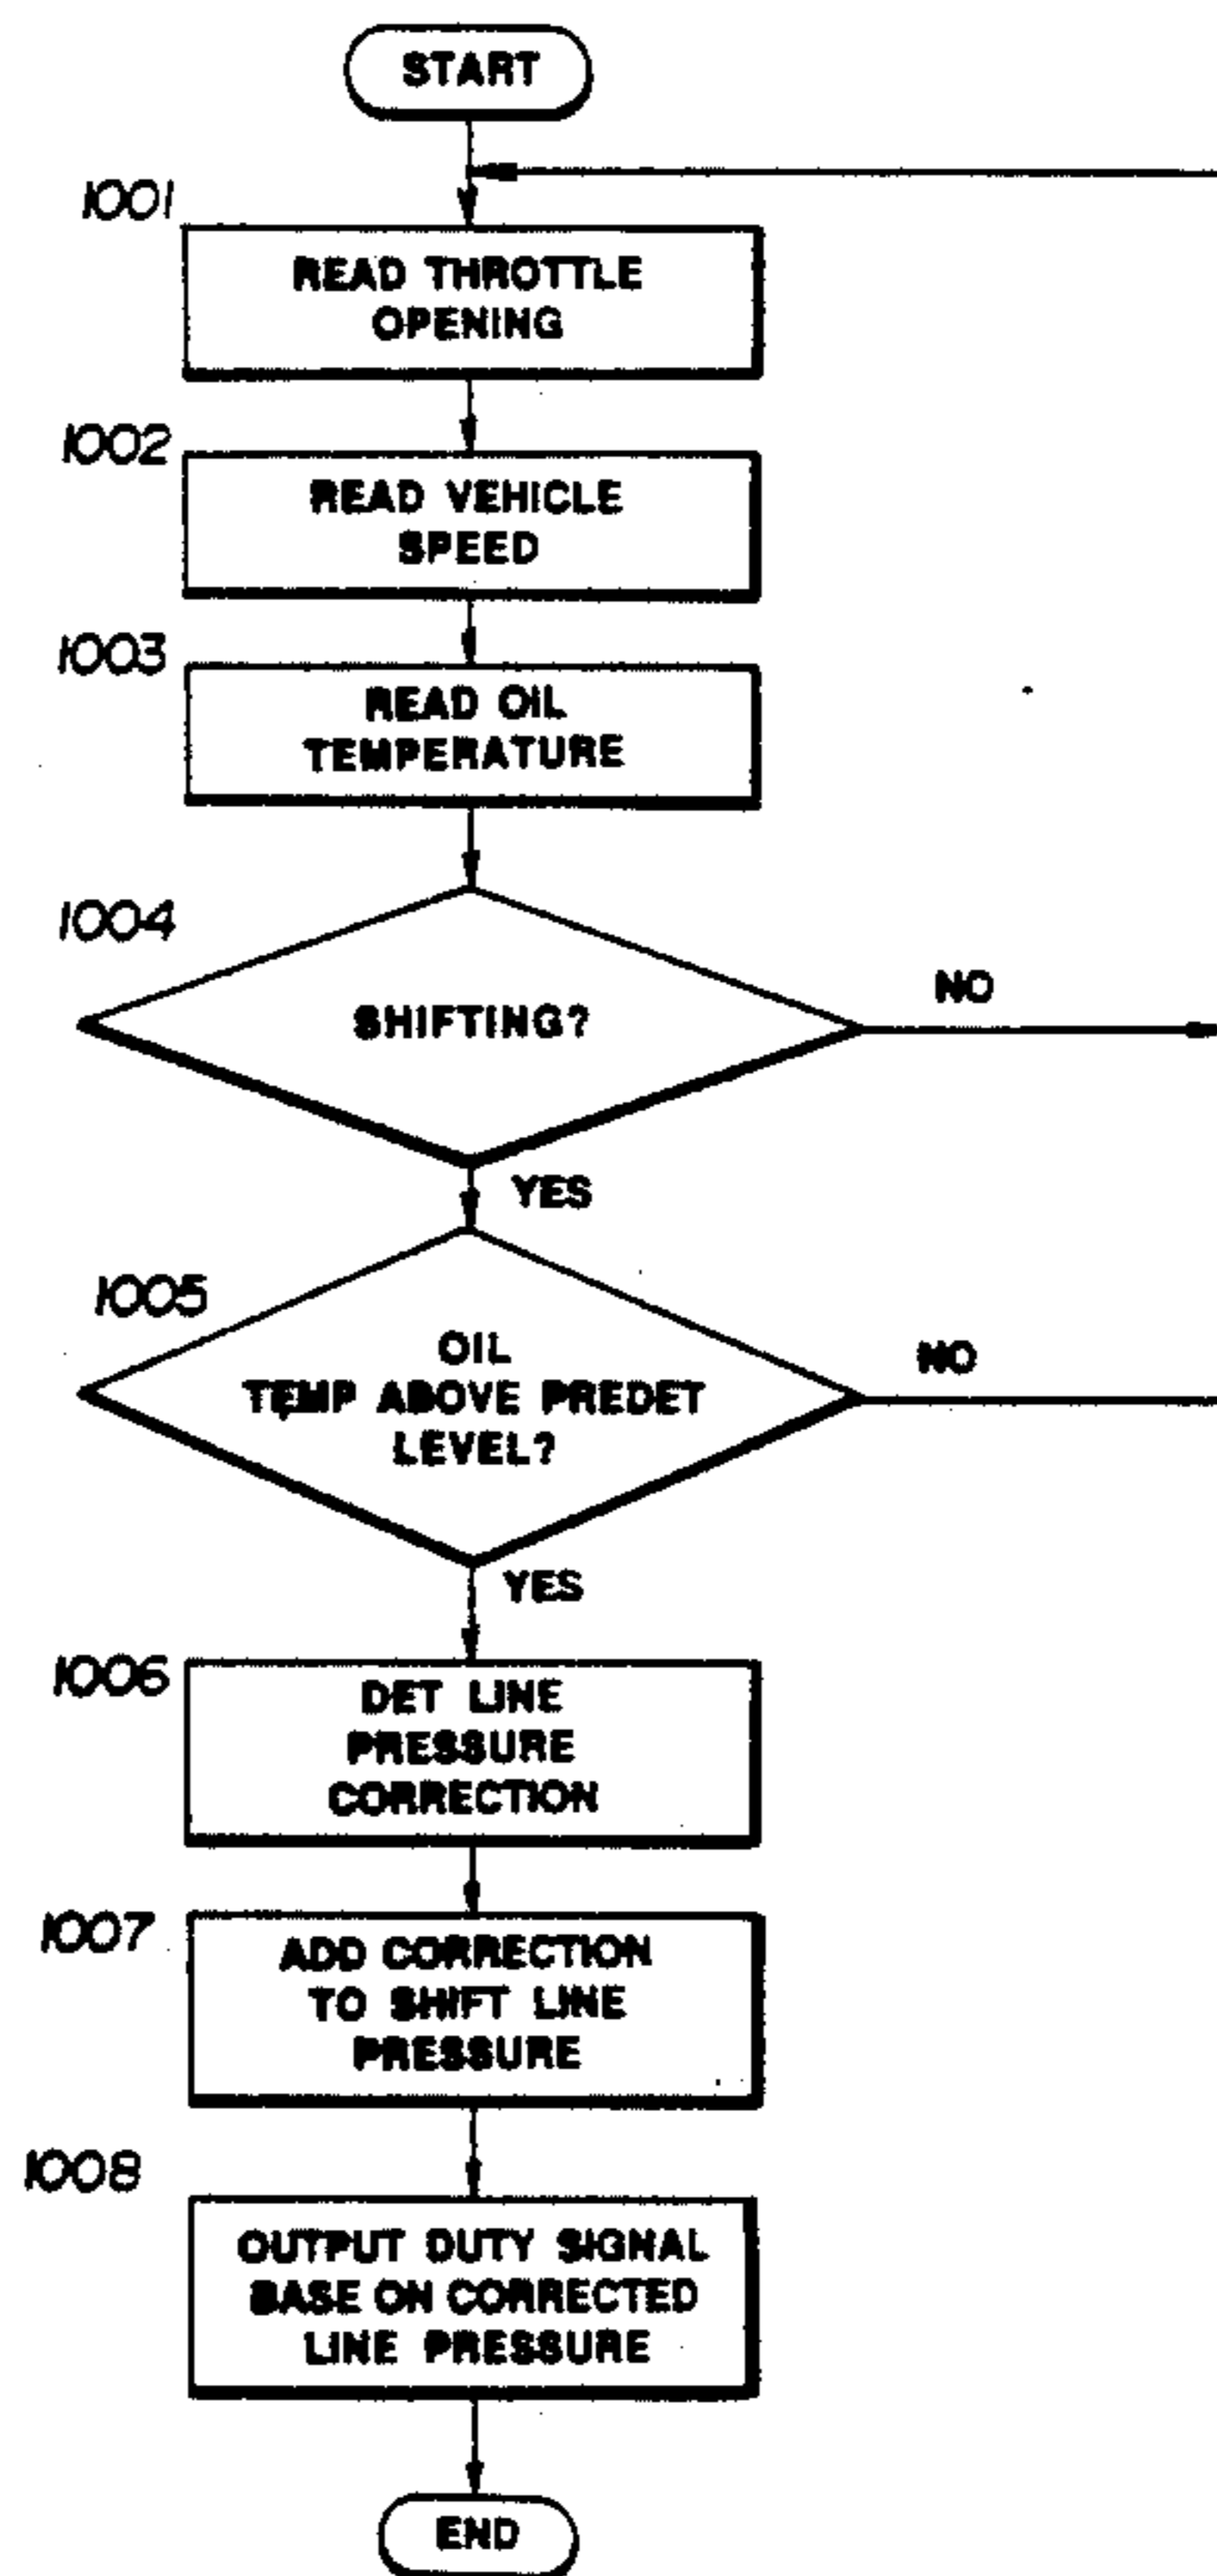 START
1001
READ THROTTLE
OPENING
1002
READ VEHICLE
SPEED
1003
READ OIL
TEMPERATURE
1004
SHIFTING?
NO
YES
1005
OIL
TEMP ABOVE PREDET
LEVEL?
NO
YES
1006
DET LINE
PRESSURE
CORRECTION
1007
ADD CORRECTION
TO SHIFT LINE
PRESSURE
1008
OUTPUT DUTY SIGNAL
BASE ON CORRECTED
LINE PRESSURE
END